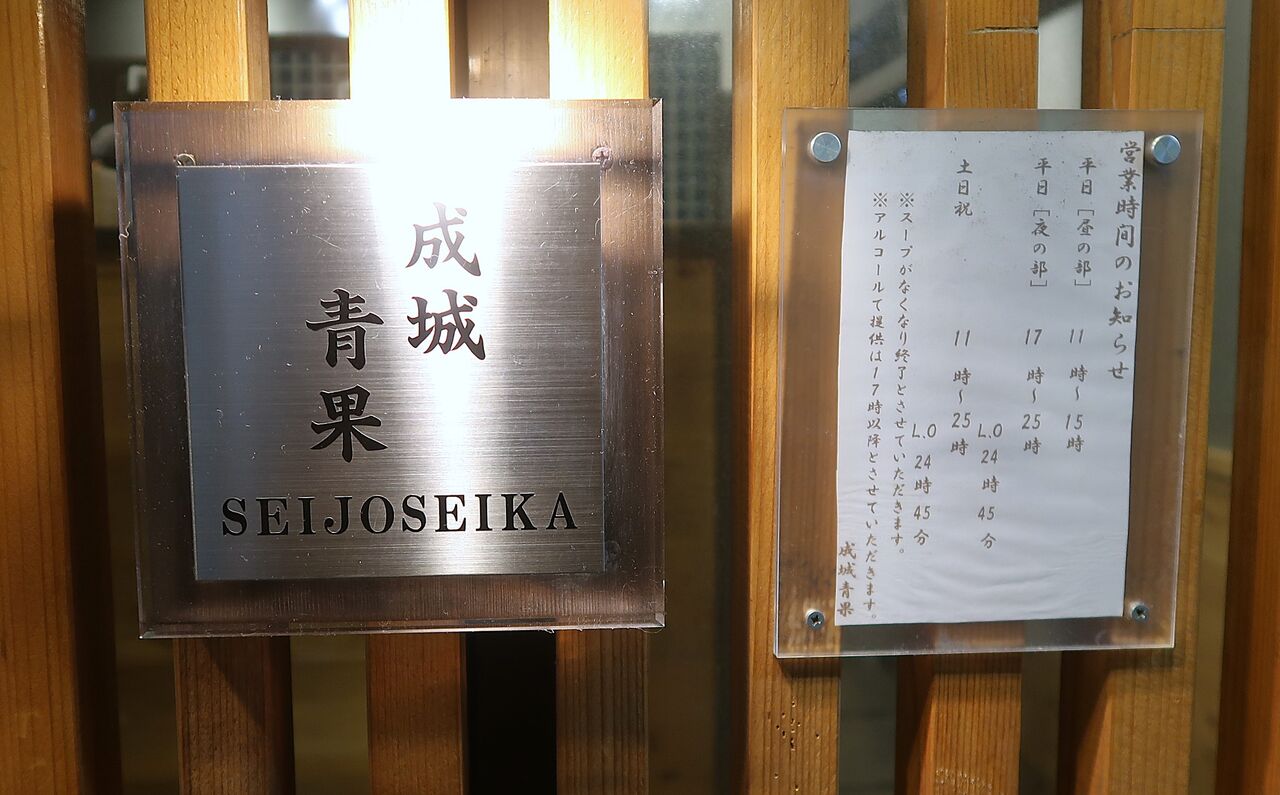 成城
青果
SEIJOSEIKA
営業時間のお知らせ
平日［昼の部］ 11時～15時
平日［夜の部］ 17時～25時
L.O 24時45分
土日祝 11時～25時
L.O 24時45分
※スープがなくなり終了とさせていただきます。
※アルコールて提供は17時以降とさせていただきます。
成城青果